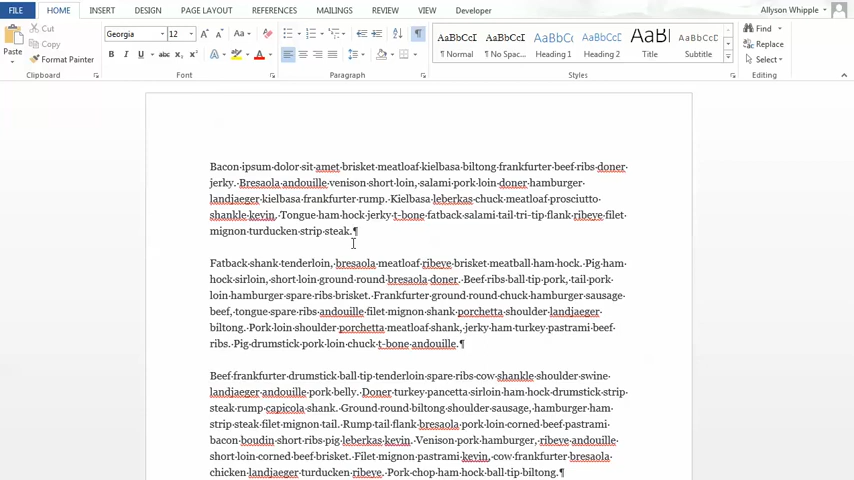 FILE HOME INSERT DESIGN PAGE LAYOUT REFERENCES MAILINGS REVIEW VIEW Developer Allyson Whipple
Paste Cut Copy Format Painter Clipboard
Georgia 12 Aa B I U abc x₂ x² A Font
Paragraph
AaBbCcI AaBbCcI AaBbCcI AaBbCcI AaBl AaBbCcI
¶ Normal ¶ No Spac... Heading 1 Heading 2 Title Subtitle
Styles
Find Replace Select Editing
Bacon·ipsum·dolor·sit·amet·brisket·meatloaf·kielbasa·biltong·frankfurter·beef·ribs·doner·
jerky.·Bresaola·andouille·venison·short·loin,·salami·pork·loin·doner·hamburger·
landjaeger·kielbasa·frankfurter·rump.·Kielbasa·leberkas·chuck·meatloaf·prosciutto·
shankle·kevin.·Tongue·ham·hock·jerky·t-bone·fatback·salami·tail·tri-tip·flank·ribeye·filet·
mignon·turducken·strip·steak.¶
Fatback·shank·tenderloin,·bresaola·meatloaf·ribeye·brisket·meatball·ham·hock.·Pig·ham·
hock·sirloin,·short·loin·ground·round·bresaola·doner.·Beef·ribs·ball·tip·pork,·tail·pork·
loin·hamburger·spare·ribs·brisket.·Frankfurter·ground·round·chuck·hamburger·sausage·
beef,·tongue·spare·ribs·andouille·filet·mignon·shank·porchetta·shoulder·landjaeger·
biltong.·Pork·loin·shoulder·porchetta·meatloaf·shank,·jerky·ham·turkey·pastrami·beef·
ribs.·Pig·drumstick·pork·loin·chuck·t-bone·andouille.¶
Beef·frankfurter·drumstick·ball·tip·tenderloin·spare·ribs·cow·shankle·shoulder·swine·
landjaeger·andouille·pork·belly.·Doner·turkey·pancetta·sirloin·ham·hock·drumstick·strip·
steak·rump·capicola·shank.·Ground·round·biltong·shoulder·sausage,·hamburger·ham·
strip·steak·filet·mignon·tail.·Rump·tail·flank·bresaola·pork·loin·corned·beef·pastrami·
bacon·boudin·short·ribs·pig·leberkas·kevin.·Venison·pork·hamburger,·ribeye·andouille·
short·loin·corned·beef·brisket.·Filet·mignon·pastrami·kevin,·cow·frankfurter·bresaola·
chicken·landjaeger·turducken·ribeye.·Pork·chop·ham·hock·ball·tip·biltong.¶